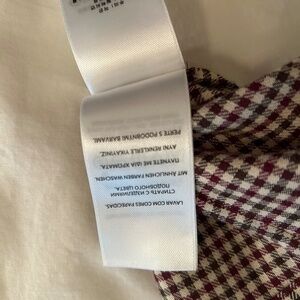 LAVAR COM CORES PARECIDAS.
СТИРАТЬ С ИЗДЕЛИЯМИ
ПОДОБНОГО ЦВЕТА.
MIT ÄHNLICHEN FARBEN WASCHEN.
ΠΛΥΝΕΤΕ ΜΕ ΙΔΙΑ ΧΡΩΜΑΤΑ.
AYNI RENKLERLE YIKAYINIZ.
PERTE S PODOBNÝMI BARVAMI.